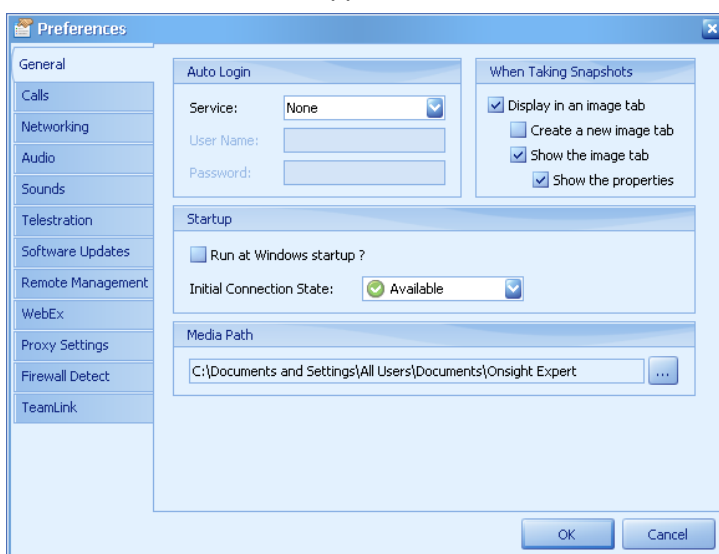 Preferences
General
Calls
Networking
Audio
Sounds
Telestration
Software Updates
Remote Management
WebEx
Proxy Settings
Firewall Detect
TeamLink
Auto Login
Service: None
User Name:
Password:
When Taking Snapshots
Display in an image tab
Create a new image tab
Show the image tab
Show the properties
Startup
Run at Windows startup ?
Initial Connection State: Available
Media Path
C:\Documents and Settings\All Users\Documents\Onsight Expert
...
OK Cancel